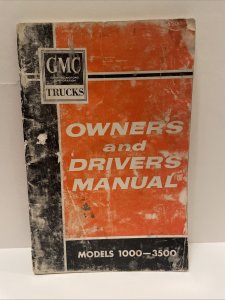 GMC
TRUCKS
OWNER'S
and
DRIVER'S
MANUAL
MODELS 1000—3500